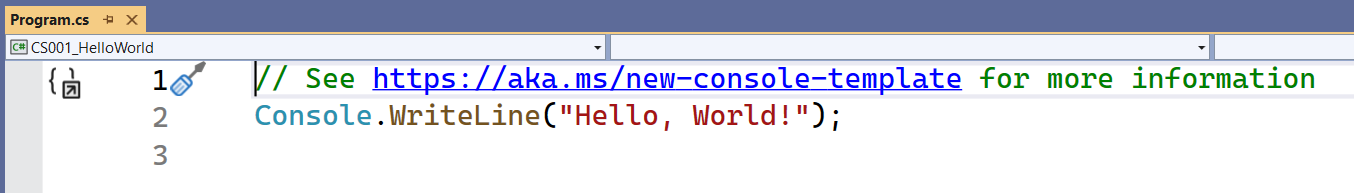 Program.cs
C# CS001_HelloWorld
1 // See https://aka.ms/new-console-template for more information
2 Console.WriteLine("Hello, World!");
3